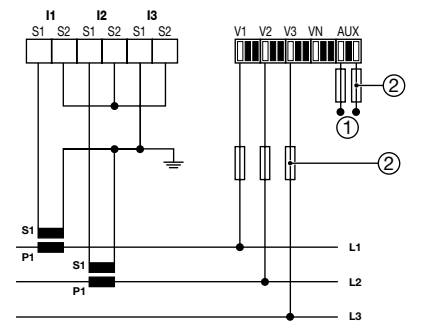 I1 I2 I3
S1 S2 S1 S2 S1 S2
V1 V2 V3 VN AUX
2
1
2
S1
P1
L1
S1
P1
L2
L3